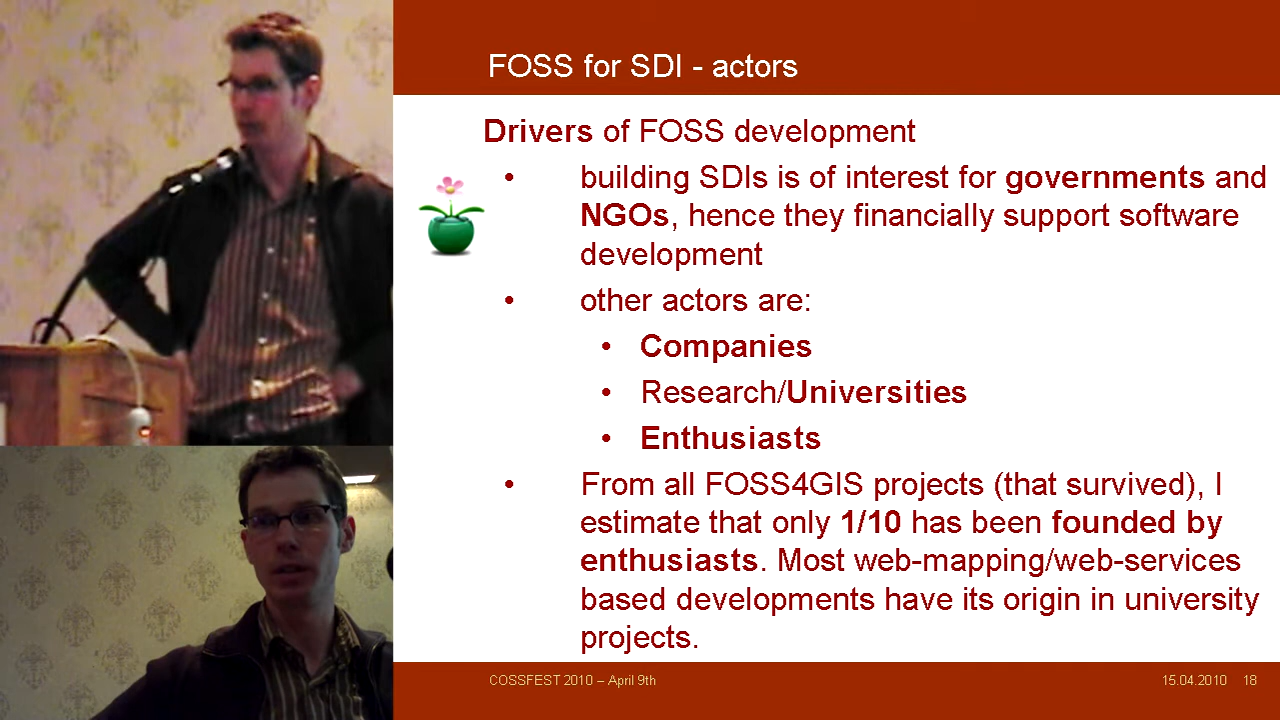 FOSS for SDI - actors
Drivers of FOSS development
• building SDIs is of interest for governments and
NGOs, hence they financially support software
development
• other actors are:
• Companies
• Research/Universities
• Enthusiasts
• From all FOSS4GIS projects (that survived), I
estimate that only 1/10 has been founded by
enthusiasts. Most web-mapping/web-services
based developments have its origin in university
projects.
COSSFEST 2010 – April 9th
15.04.2010 18